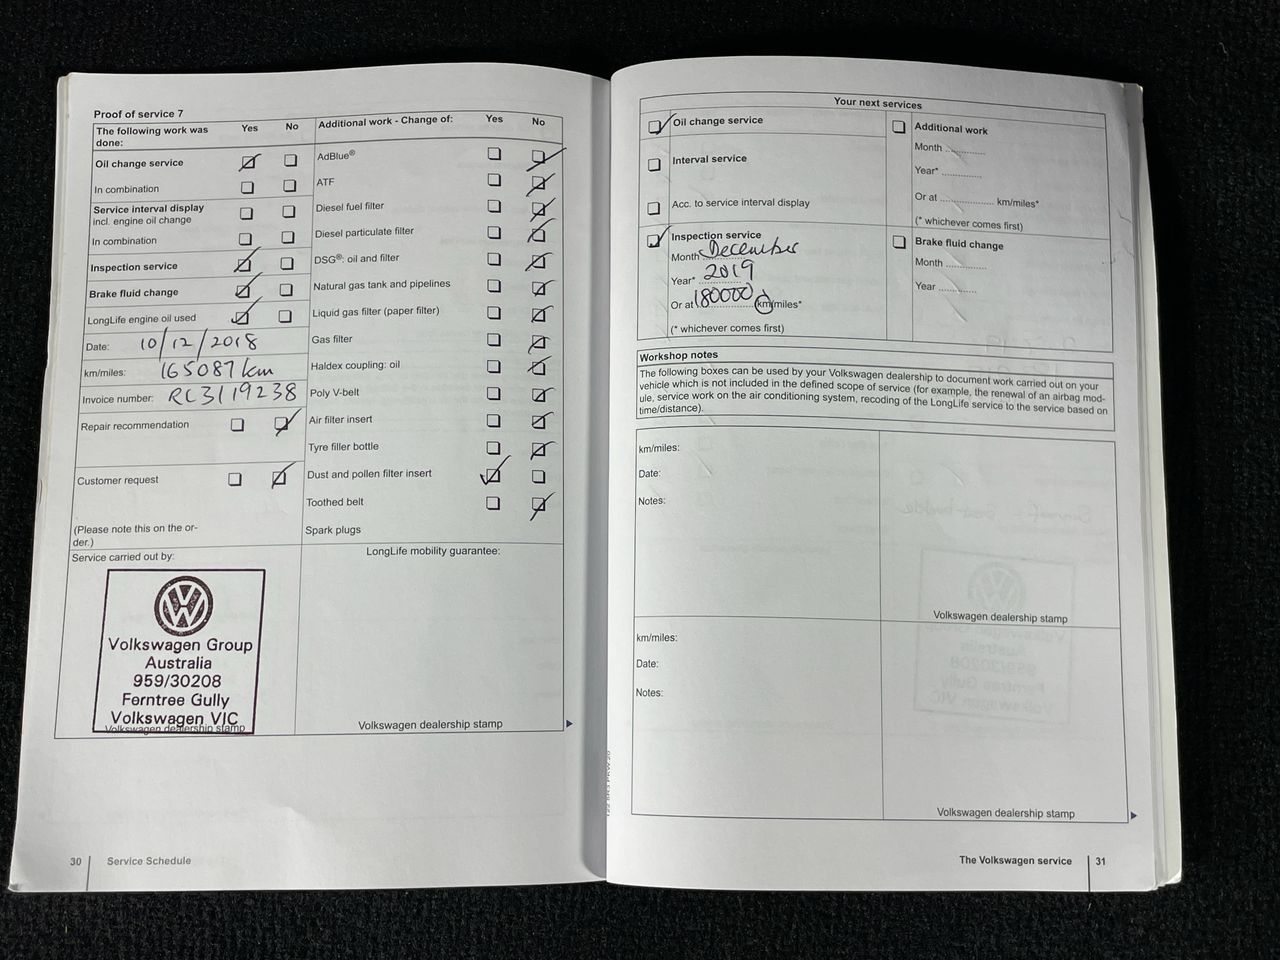 Proof of service 7
The following work was done: Yes No
Oil change service
In combination
Service interval display
incl. engine oil change
In combination
Inspection service
Brake fluid change
LongLife engine oil used
Date: 10/12/2018
km/miles: 165087 km
Invoice number: RC3119238
Repair recommendation
Customer request
(Please note this on the or-
der.)
Service carried out by:
Volkswagen Group
Australia
959/30208
Ferntree Gully
Volkswagen VIC
Volkswagen dealership stamp
Additional work - Change of: Yes No
AdBlue®
ATF
Diesel fuel filter
Diesel particulate filter
DSG®: oil and filter
Natural gas tank and pipelines
Liquid gas filter (paper filter)
Gas filter
Haldex coupling: oil
Poly V-belt
Air filter insert
Tyre filler bottle
Dust and pollen filter insert
Toothed belt
Spark plugs
LongLife mobility guarantee:
Volkswagen dealership stamp
30 Service Schedule
Your next services
Oil change service
Interval service
Acc. to service interval display
Inspection service
Month December
Year* 2019
Or at 180000 km/miles*
(* whichever comes first)
Additional work
Month
Year*
Or at km/miles*
(* whichever comes first)
Brake fluid change
Month
Year
Workshop notes
The following boxes can be used by your Volkswagen dealership to document work carried out on your
vehicle which is not included in the defined scope of service (for example, the renewal of an airbag mod-
ule, service work on the air conditioning system, recoding of the LongLife service to the service based on
time/distance).
km/miles:
Date:
Notes:
Volkswagen dealership stamp
km/miles:
Date:
Notes:
Volkswagen dealership stamp
The Volkswagen service 31